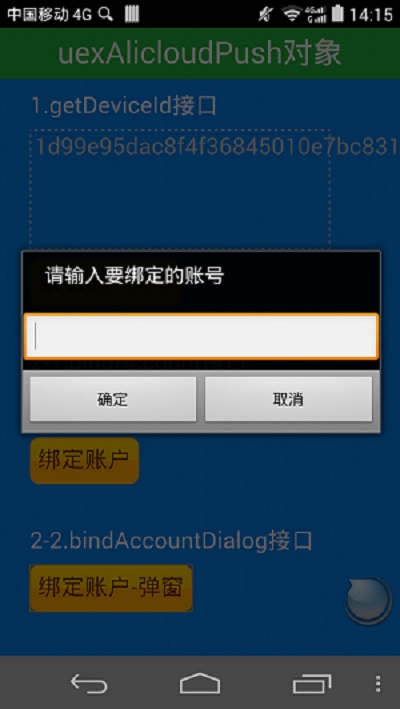 中国移动 4G 14:15
uexAlicloudPush对象
1.getDeviceId接口
1d99e95dac8f4f36845010e7bc831
请输入要绑定的账号
确定 取消
绑定账户
2-2.bindAccountDialog接口
绑定账户-弹窗